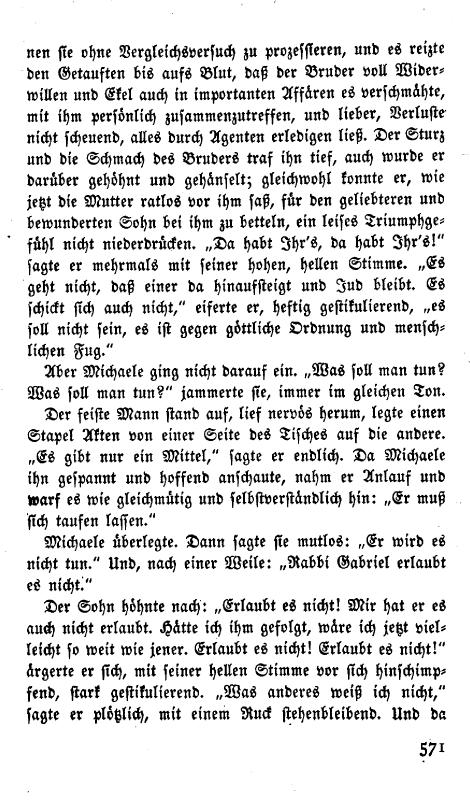 nen sie ohne Vergleichsversuch zu prozessieren, und es reizte
den Getauften bis aufs Blut, daß der Bruder voll Wider-
willen und Ekel auch in importanten Affären es verschmähte,
mit ihm persönlich zusammenzutreffen, und lieber, Verluste
nicht scheuend, alles durch Agenten erledigen ließ. Der Sturz
und die Schmach des Bruders traf ihn tief, auch wurde er
darüber gehöhnt und gehänselt; gleichwohl konnte er, wie
jetzt die Mutter ratlos vor ihm saß, für den geliebteren und
bewunderten Sohn bei ihm zu betteln, ein leises Triumphge-
fühl nicht niederdrücken. „Da habt Ihr's, da habt Ihr's!“
sagte er mehrmals mit seiner hohen, hellen Stimme. „Es
geht nicht, daß einer da hinaufsteigt und Jud bleibt. Es
schickt sich auch nicht,“ eiferte er, heftig gestikulierend, „es
soll nicht sein, es ist gegen göttliche Ordnung und mensch-
lichen Fug.“
Aber Michaele ging nicht darauf ein. „Was soll man tun?
Was soll man tun?“ jammerte sie, immer im gleichen Ton.
Der feiste Mann stand auf, lief nervös herum, legte einen
Stapel Akten von einer Seite des Tisches auf die andere.
„Es gibt nur ein Mittel,“ sagte er endlich. Da Michaele
ihn gespannt und hoffend anschaute, nahm er Anlauf und
warf es wie gleichmütig und selbstverständlich hin: „Er muß
sich taufen lassen.“
Michaele überlegte. Dann sagte sie mutlos: „Er wird es
nicht tun.“ Und, nach einer Weile: „Rabbi Gabriel erlaubt
es nicht.“
Der Sohn höhnte nach: „Erlaubt es nicht! Mir hat er es
auch nicht erlaubt. Hätte ich ihm gefolgt, wäre ich jetzt viel-
leicht so weit wie jener. Erlaubt es nicht! Erlaubt es nicht!“
ärgerte er sich, mit seiner hellen Stimme vor sich hinschimp-
fend, stark gestikulierend. „Was anderes weiß ich nicht,“
sagte er plötzlich, mit einem Ruck stehenbleibend. Und da
571